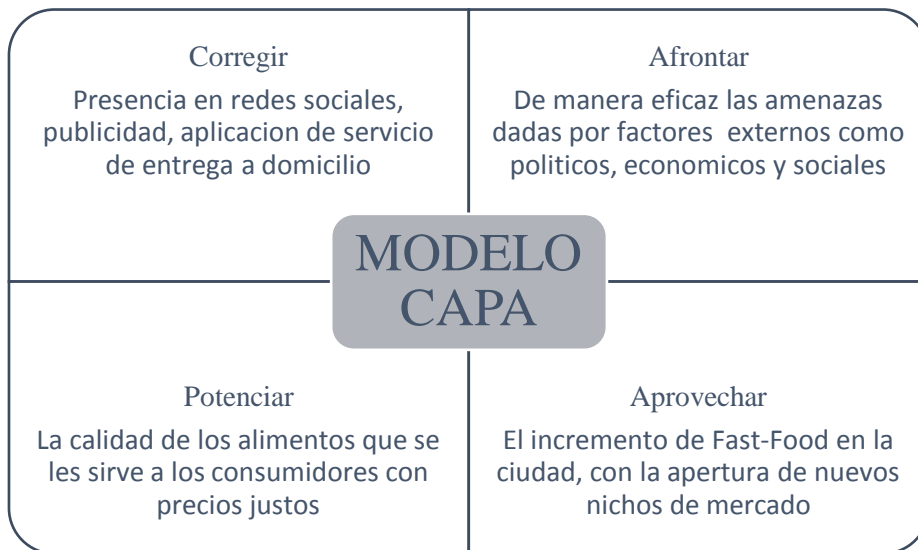 Corregir
Presencia en redes sociales,
publicidad, aplicacion de servicio
de entrega a domicilio
Afrontar
De manera eficaz las amenazas
dadas por factores externos como
politicos, economicos y sociales
MODELO
CAPA
Potenciar
La calidad de los alimentos que se
les sirve a los consumidores con
precios justos
Aprovechar
El incremento de Fast-Food en la
ciudad, con la apertura de nuevos
nichos de mercado